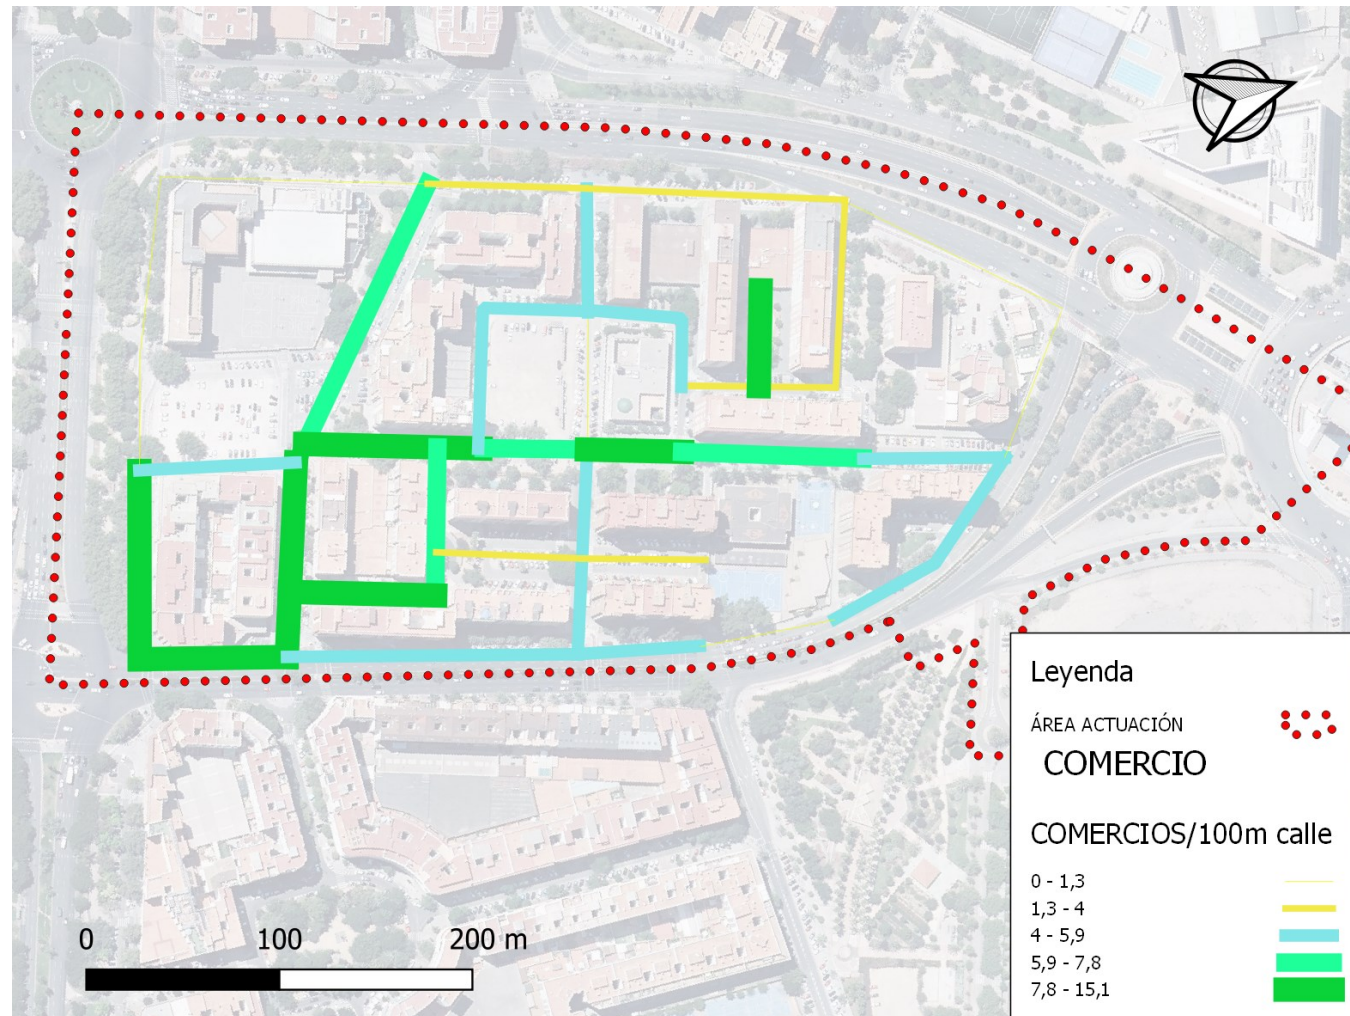 Leyenda
ÁREA ACTUACIÓN
COMERCIO
COMERCIOS/100m calle
0 - 1,3
1,3 - 4
4 - 5,9
5,9 - 7,8
7,8 - 15,1
0 100 200 m